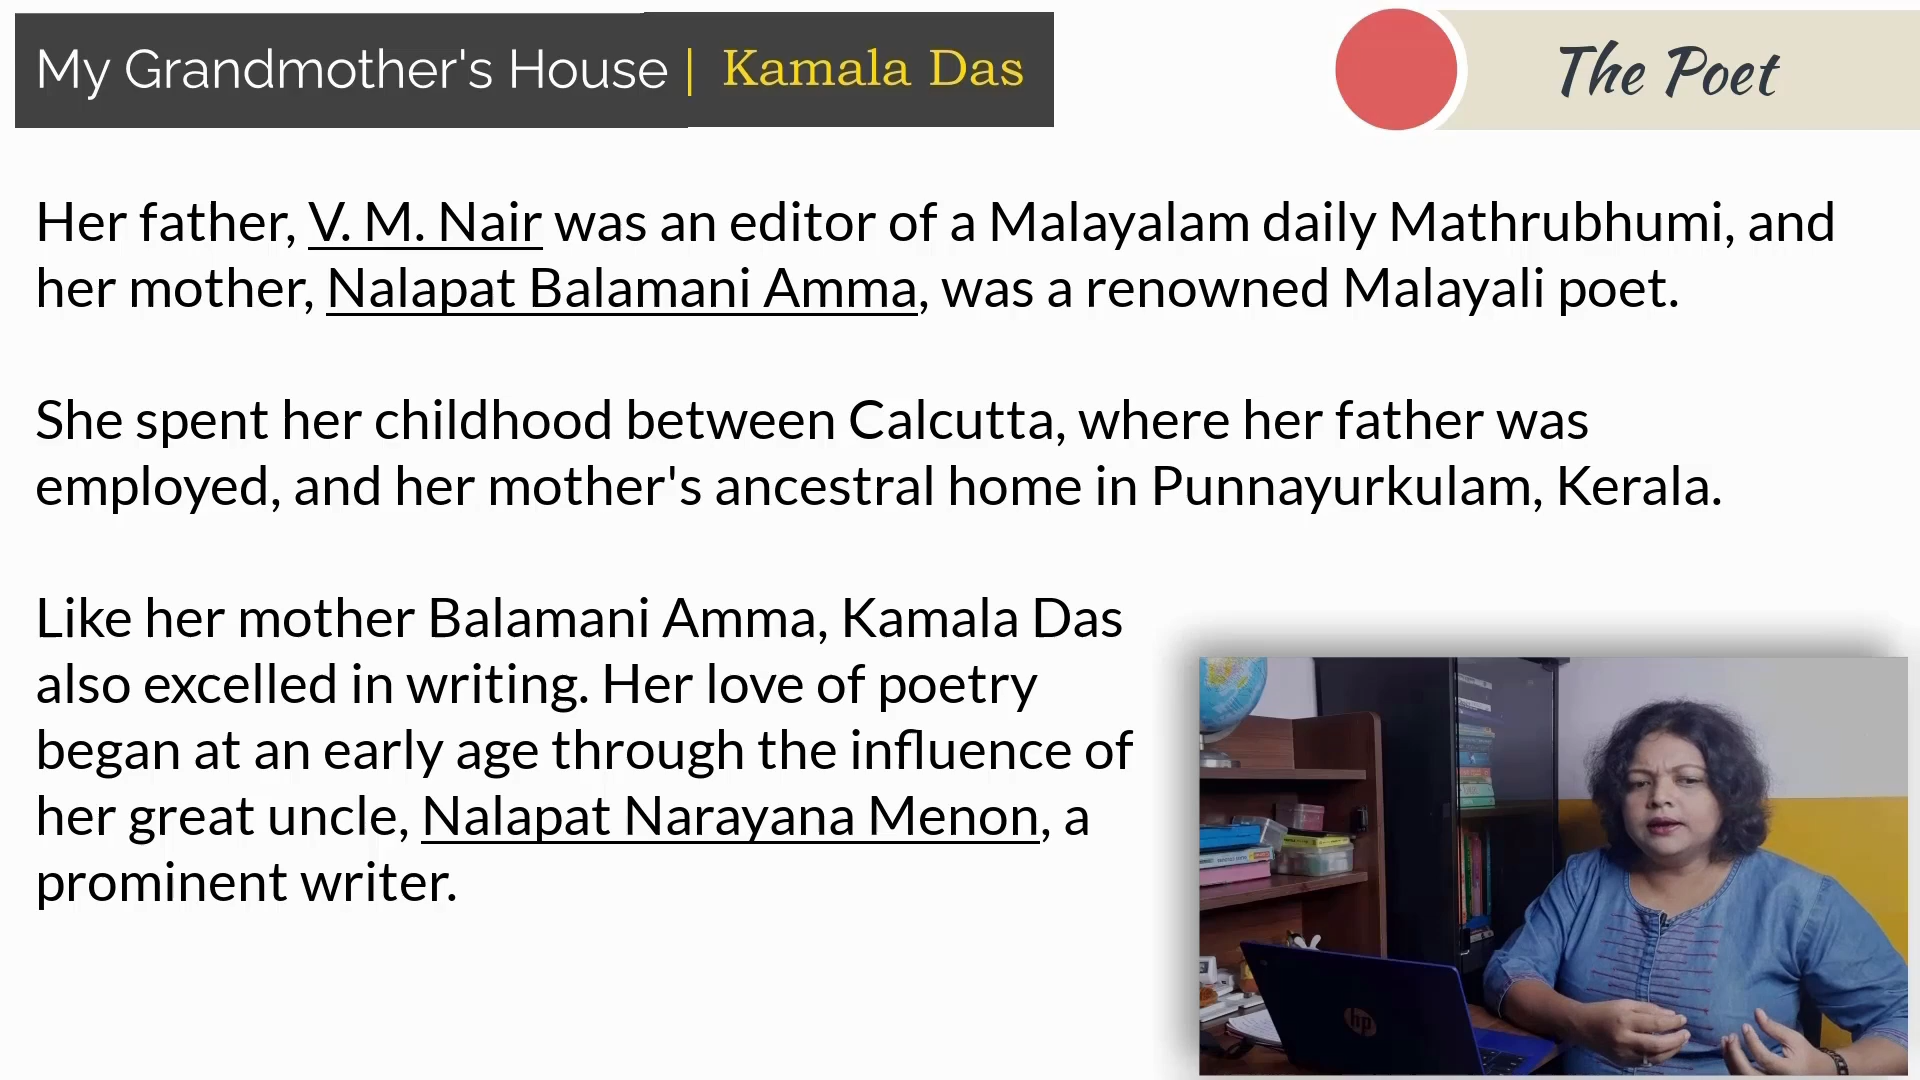 My Grandmother's House | Kamala Das
The Poet
Her father, V. M. Nair was an editor of a Malayalam daily Mathrubhumi, and
her mother, Nalapat Balamani Amma, was a renowned Malayali poet.
She spent her childhood between Calcutta, where her father was
employed, and her mother's ancestral home in Punnayurkulam, Kerala.
Like her mother Balamani Amma, Kamala Das
also excelled in writing. Her love of poetry
began at an early age through the influence of
her great uncle, Nalapat Narayana Menon, a
prominent writer.
hp